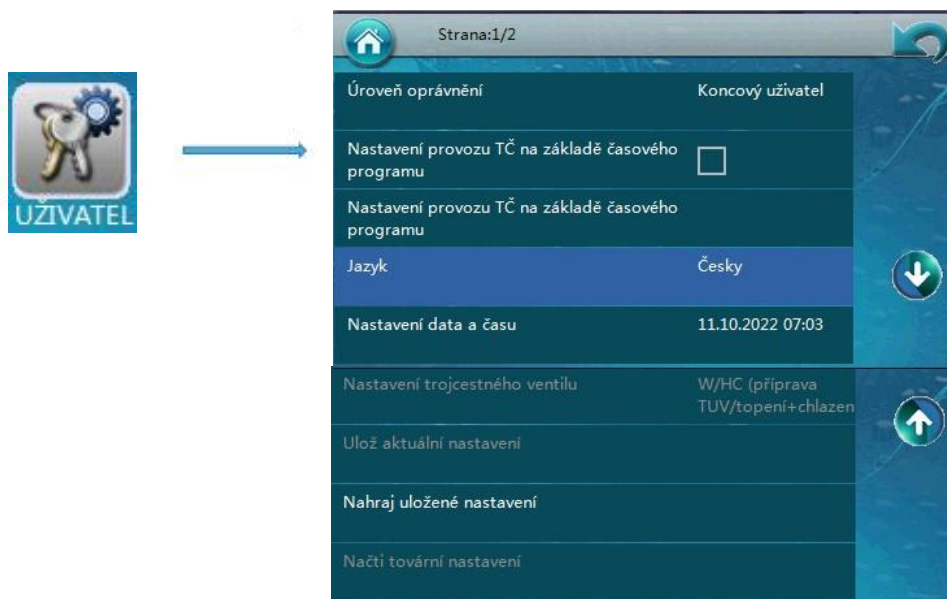 Strana:1/2
UŽIVATEL
Úroveň oprávnění Koncový uživatel
Nastavení provozu TČ na základě časového
programu
Nastavení provozu TČ na základě časového
programu
Jazyk Česky
Nastavení data a času 11.10.2022 07:03
Nastavení trojcestného ventilu W/HC (příprava
TUV/topení+chlazen
Ulož aktuální nastavení
Nahraj uložené nastavení
Načti tovární nastavení